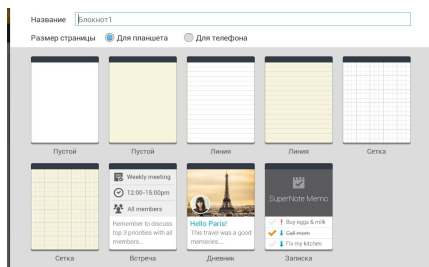 Название Блокнот1
Размер страницы Для планшета Для телефона
Пустой Пустой Линия Линия Сетка
Weekly meeting
12:00~15:00pm
All members
Remember to discuss
top 3 priorities with all
members...
Hello Paris!
This travel was a good
memories....
SuperNote Memo
Buy eggs & milk
Call mom
Fix my kitchen
Сетка Встреча Дневник Записка